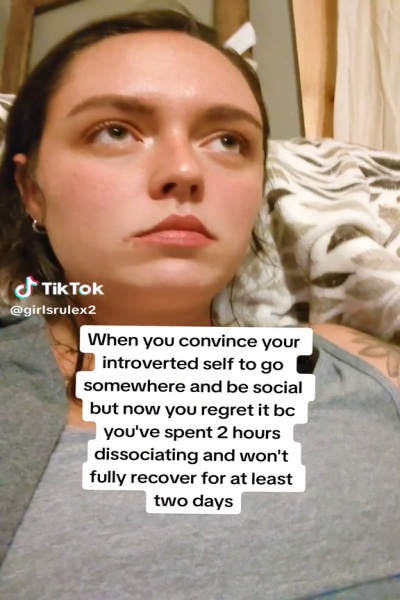 TikTok
@girlsrulex2
When you convince your
introverted self to go
somewhere and be social
but now you regret it bc
you've spent 2 hours
dissociating and won't
fully recover for at least
two days